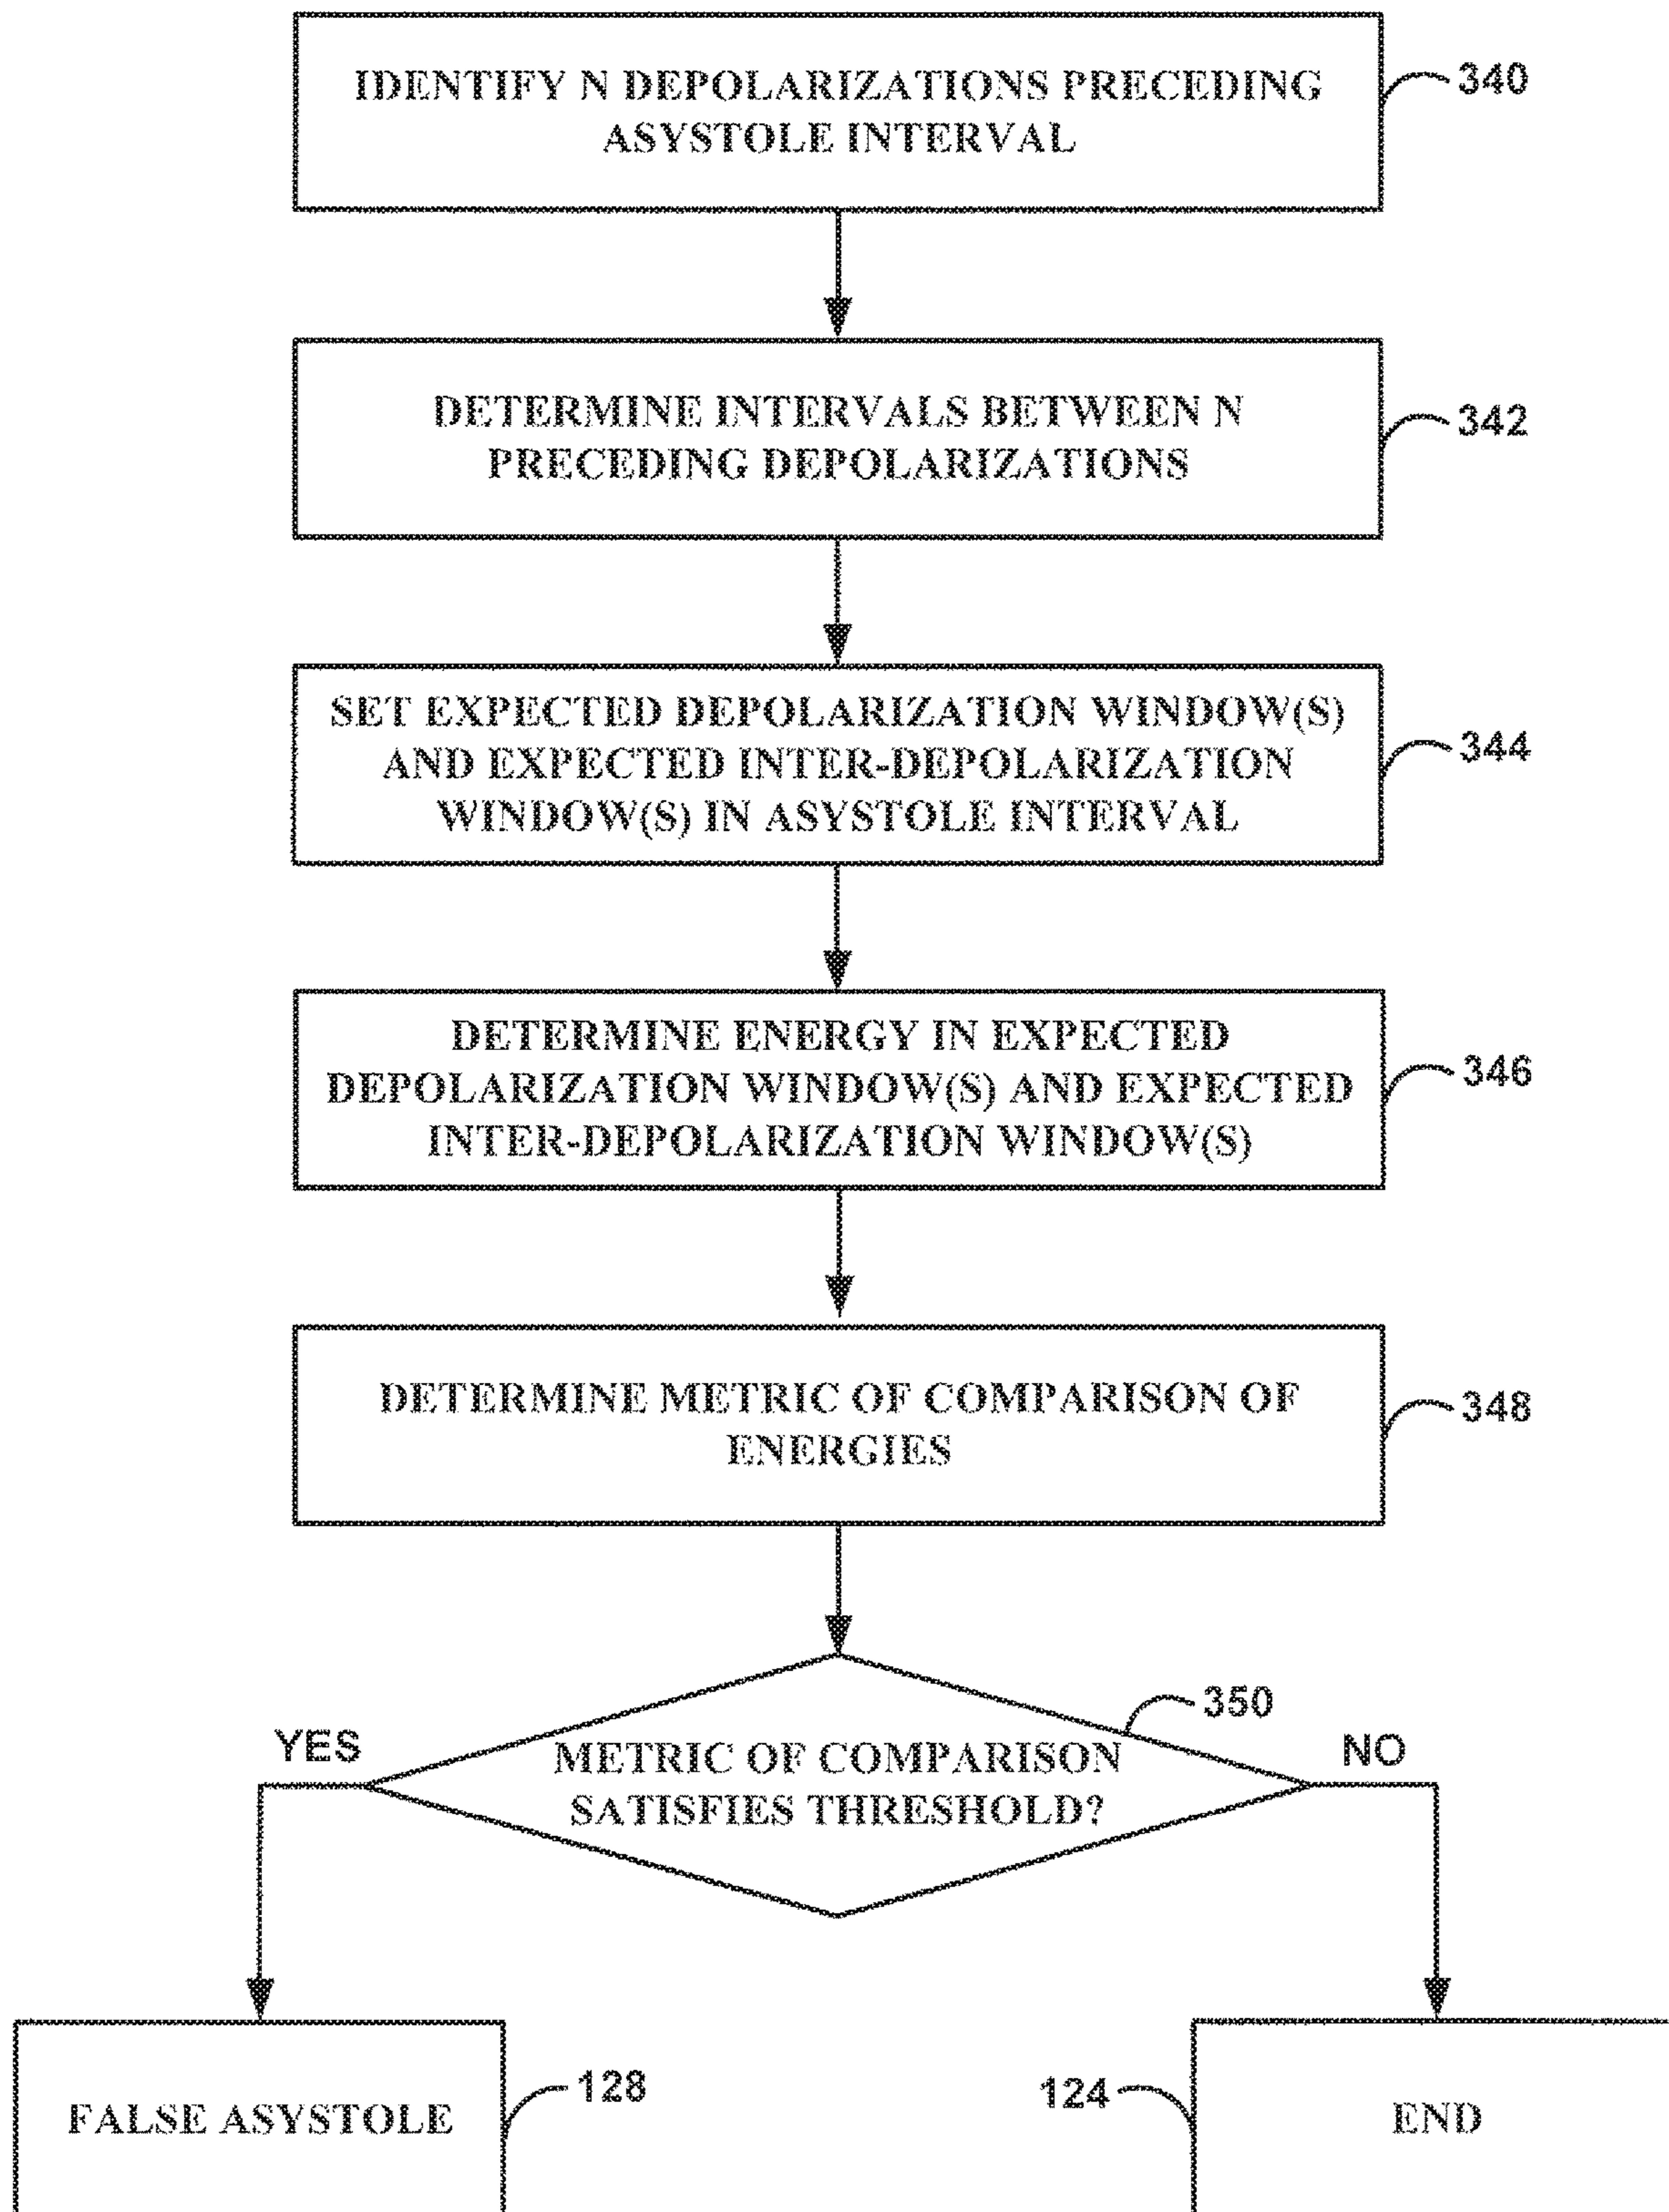 IDENTIFY N DEPOLARIZATIONS PRECEDING
ASYSTOLE INTERVAL
340
DETERMINE INTERVALS BETWEEN N
PRECEDING DEPOLARIZATIONS
342
SET EXPECTED DEPOLARIZATION WINDOW(S)
AND EXPECTED INTER-DEPOLARIZATION
WINDOW(S) IN ASYSTOLE INTERVAL
344
DETERMINE ENERGY IN EXPECTED
DEPOLARIZATION WINDOW(S) AND EXPECTED
INTER-DEPOLARIZATION WINDOW(S)
346
DETERMINE METRIC OF COMPARISON OF
ENERGIES
348
350
YES
METRIC OF COMPARISON
SATISFIES THRESHOLD?
NO
FALSE ASYSTOLE
128
124
END